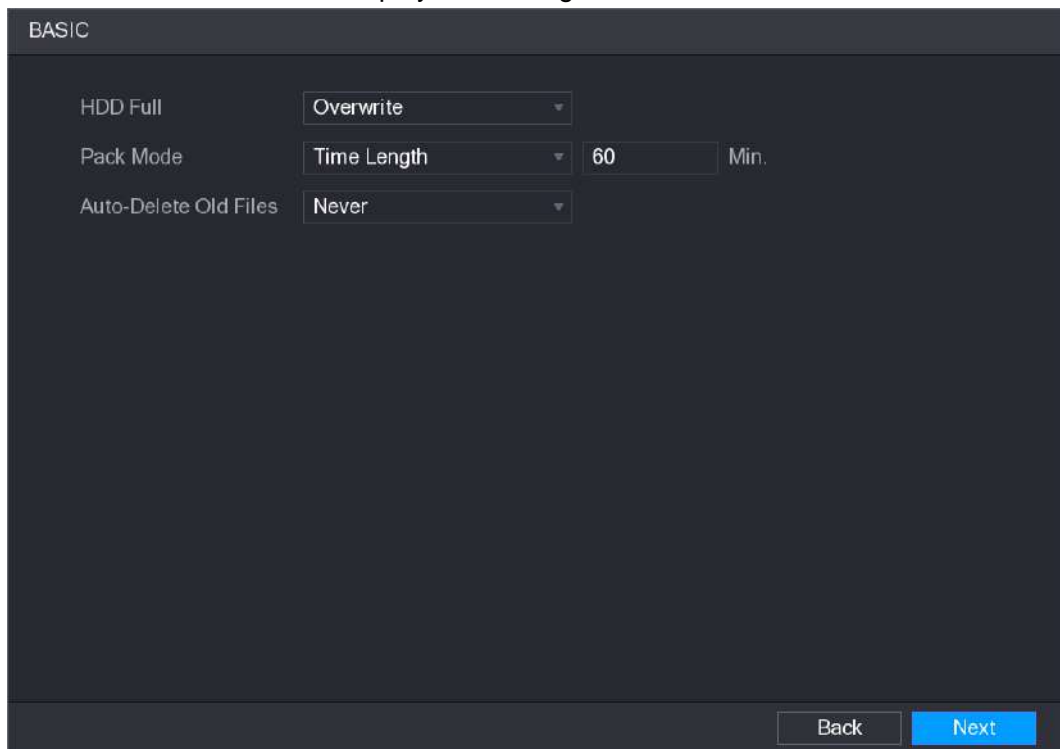 BASIC
HDD Full Overwrite
Pack Mode Time Length 60 Min.
Auto-Delete Old Files Never
Back Next